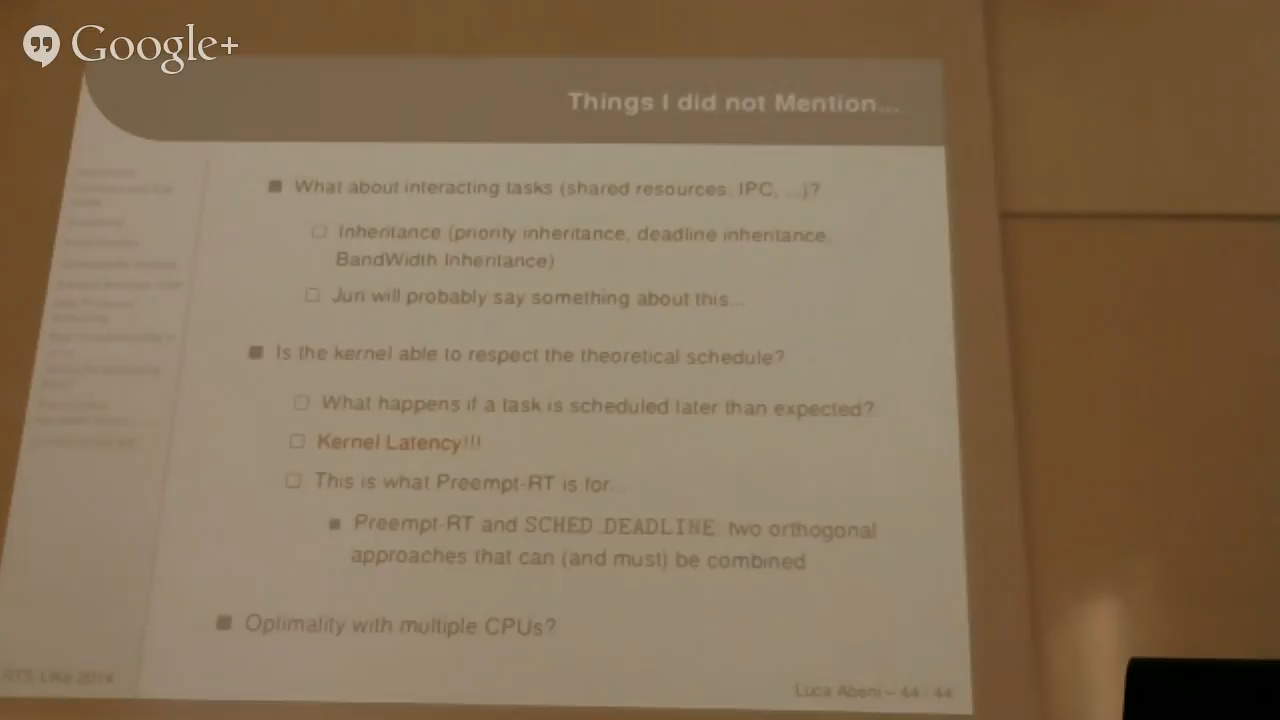 Google+
Things I did not Mention...
■ What about interacting tasks (shared resources, IPC, ...)?
□ Inheritance (priority inheritance, deadline inheritance,
BandWidth Inheritance)
□ Juri will probably say something about this...
■ Is the kernel able to respect the theoretical schedule?
□ What happens if a task is scheduled later than expected?
□ Kernel Latency!!!
□ This is what Preempt-RT is for...
■ Preempt-RT and SCHED_DEADLINE: two orthogonal
approaches that can (and must) be combined
■ Optimality with multiple CPUs?
2014
Luca Abeni – 44 / 44